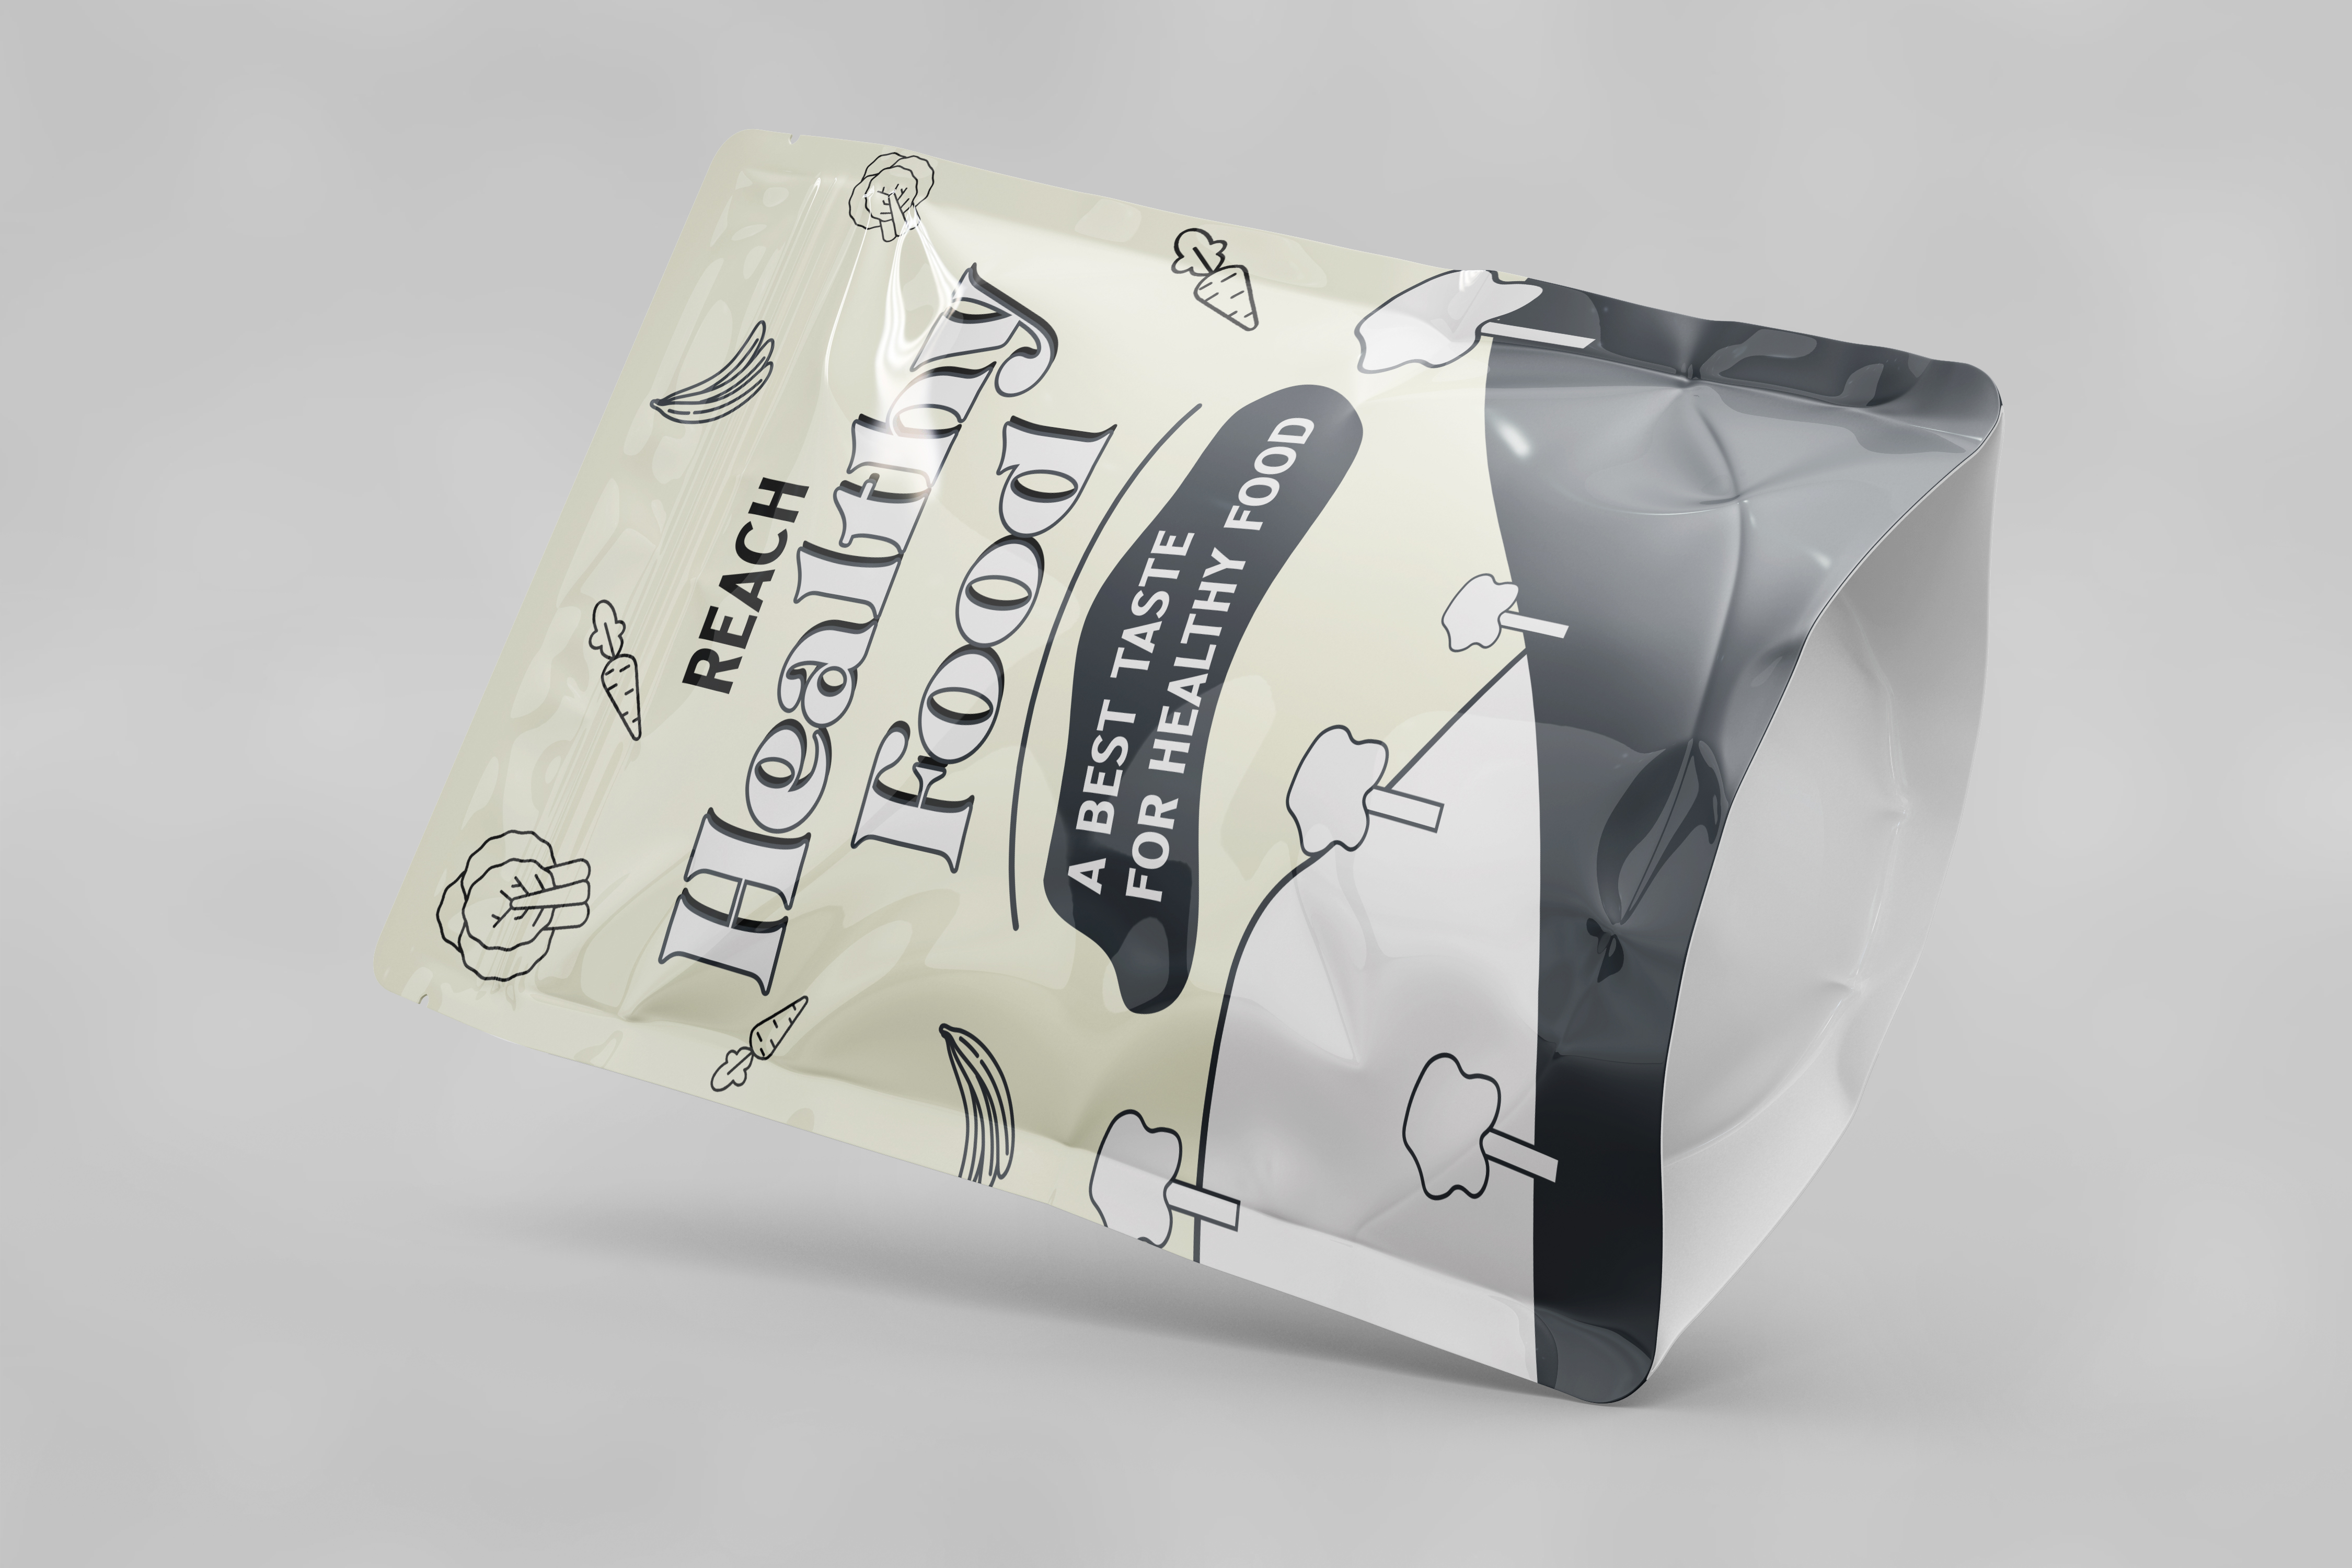 REACH
Healthy
Food
A BEST TASTE
FOR HEALTHY FOOD